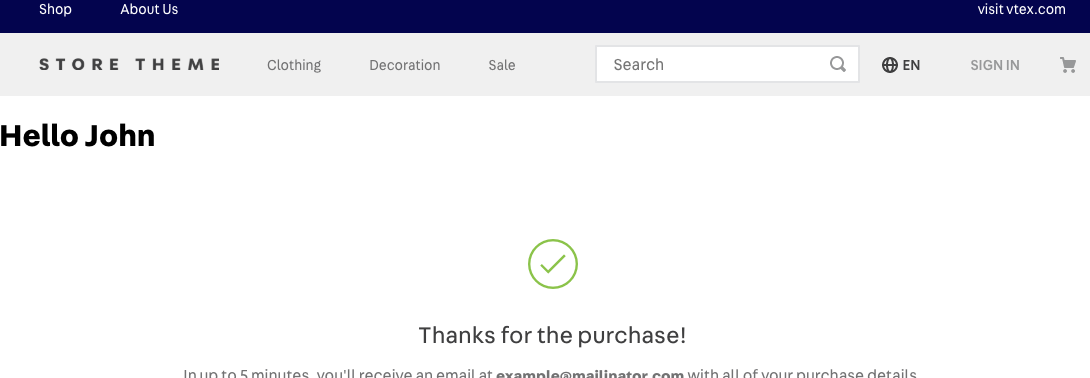 Shop About Us visit vtex.com
STORE THEME Clothing Decoration Sale Search EN SIGN IN
Hello John
Thanks for the purchase!
In up to 5 minutes, you'll receive an email at example@mailinator.com with all of your purchase details.